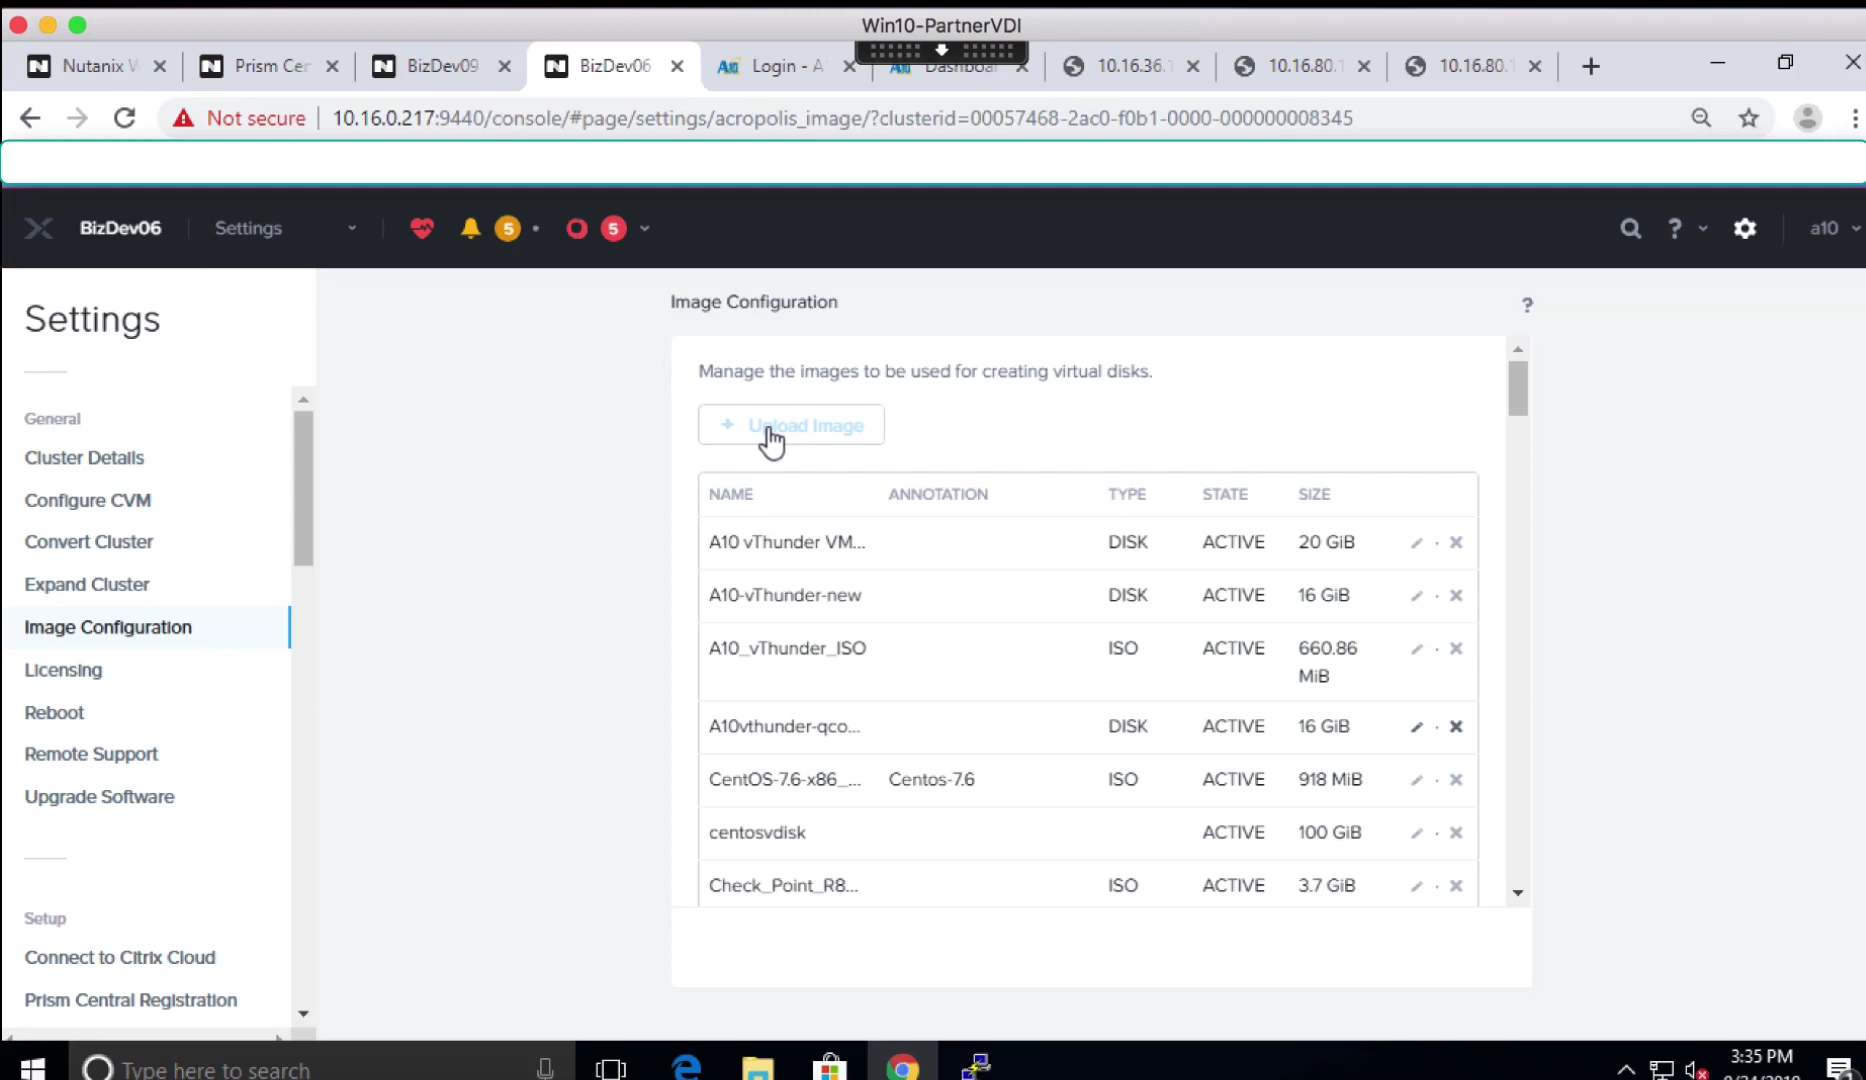 Win10-PartnerVDI
Nutanix Prism Cer BizDev09 BizDev06 Login - A Dashboar 10.16.36. 10.16.80. 10.16.80.
Not secure 10.16.0.217:9440/console/#page/settings/acropolis_image/?clusterid=00057468-2ac0-f0b1-0000-000000008345
BizDev06 Settings 5 5 ? a10
Settings
General
Cluster Details
Configure CVM
Convert Cluster
Expand Cluster
Image Configuration
Licensing
Reboot
Remote Support
Upgrade Software
Setup
Connect to Citrix Cloud
Prism Central Registration
Image Configuration ?
Manage the images to be used for creating virtual disks.
+ Upload Image
NAME ANNOTATION TYPE STATE SIZE
A10 vThunder VM... DISK ACTIVE 20 GiB
A10-vThunder-new DISK ACTIVE 16 GiB
A10_vThunder_ISO ISO ACTIVE 660.86
MiB
A10vthunder-qco... DISK ACTIVE 16 GiB
CentOS-7.6-x86_... Centos-7.6 ISO ACTIVE 918 MiB
centosvdisk ACTIVE 100 GiB
Check_Point_R8... ISO ACTIVE 3.7 GiB
Type here to search
3:35 PM